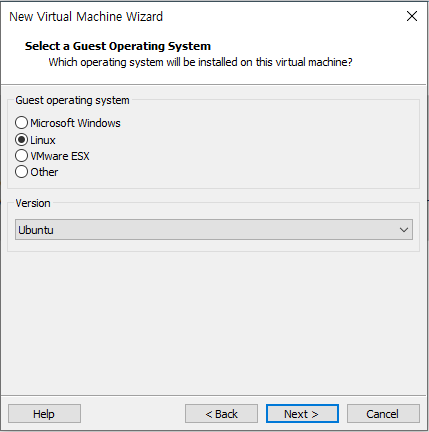 New Virtual Machine Wizard
Select a Guest Operating System
Which operating system will be installed on this virtual machine?
Guest operating system
Microsoft Windows
Linux
VMware ESX
Other
Version
Ubuntu
Help
< Back
Next >
Cancel